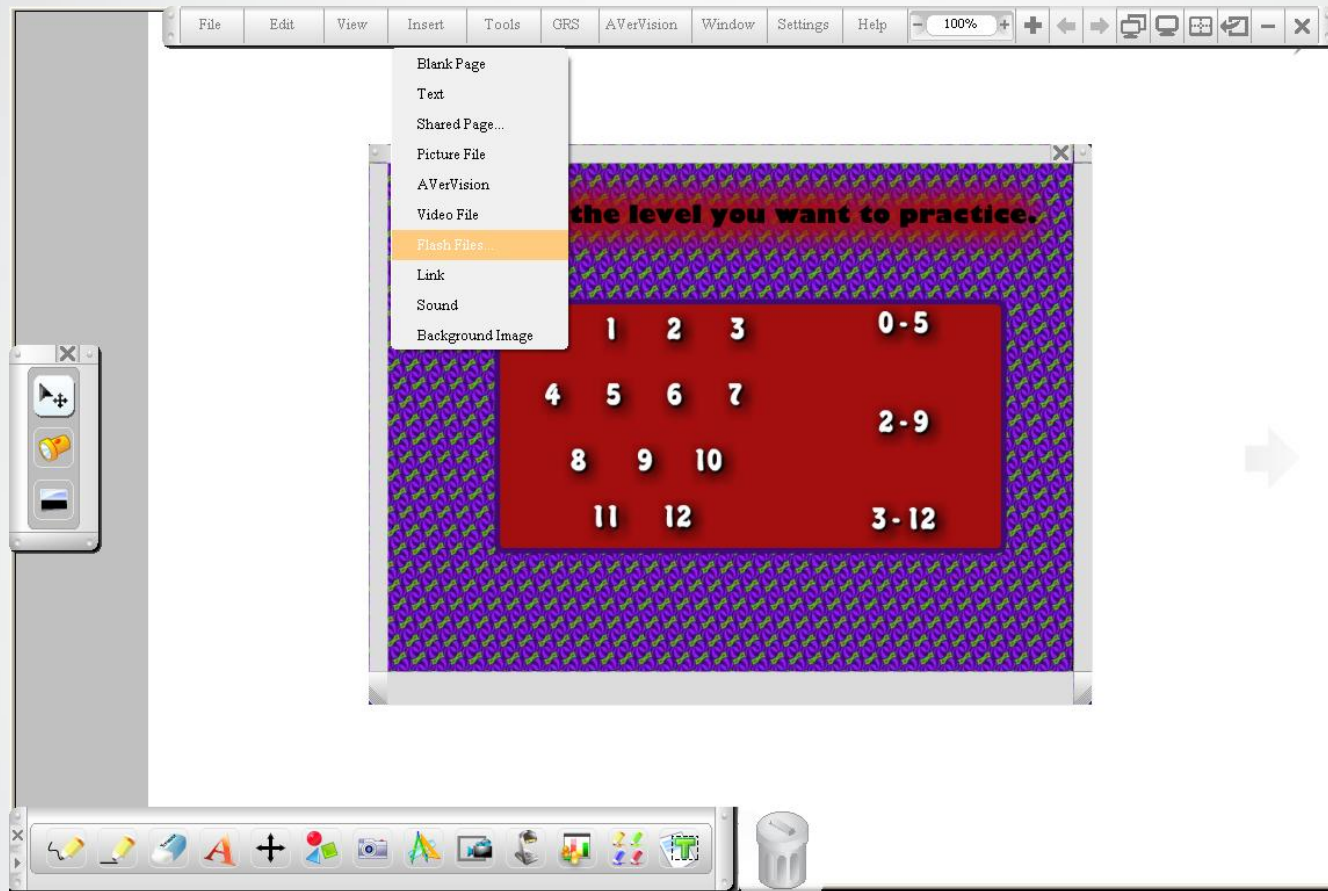 File Edit View Insert Tools GRS AVerVision Window Settings Help - 100% +
Blank Page
Text
Shared Page...
Picture File
AVerVision
Video File
Flash Files...
Link
Sound
Background Image
the level you want to practice.
1 2 3 0 - 5
4 5 6 7
2 - 9
8 9 10
11 12 3 - 12
A
T